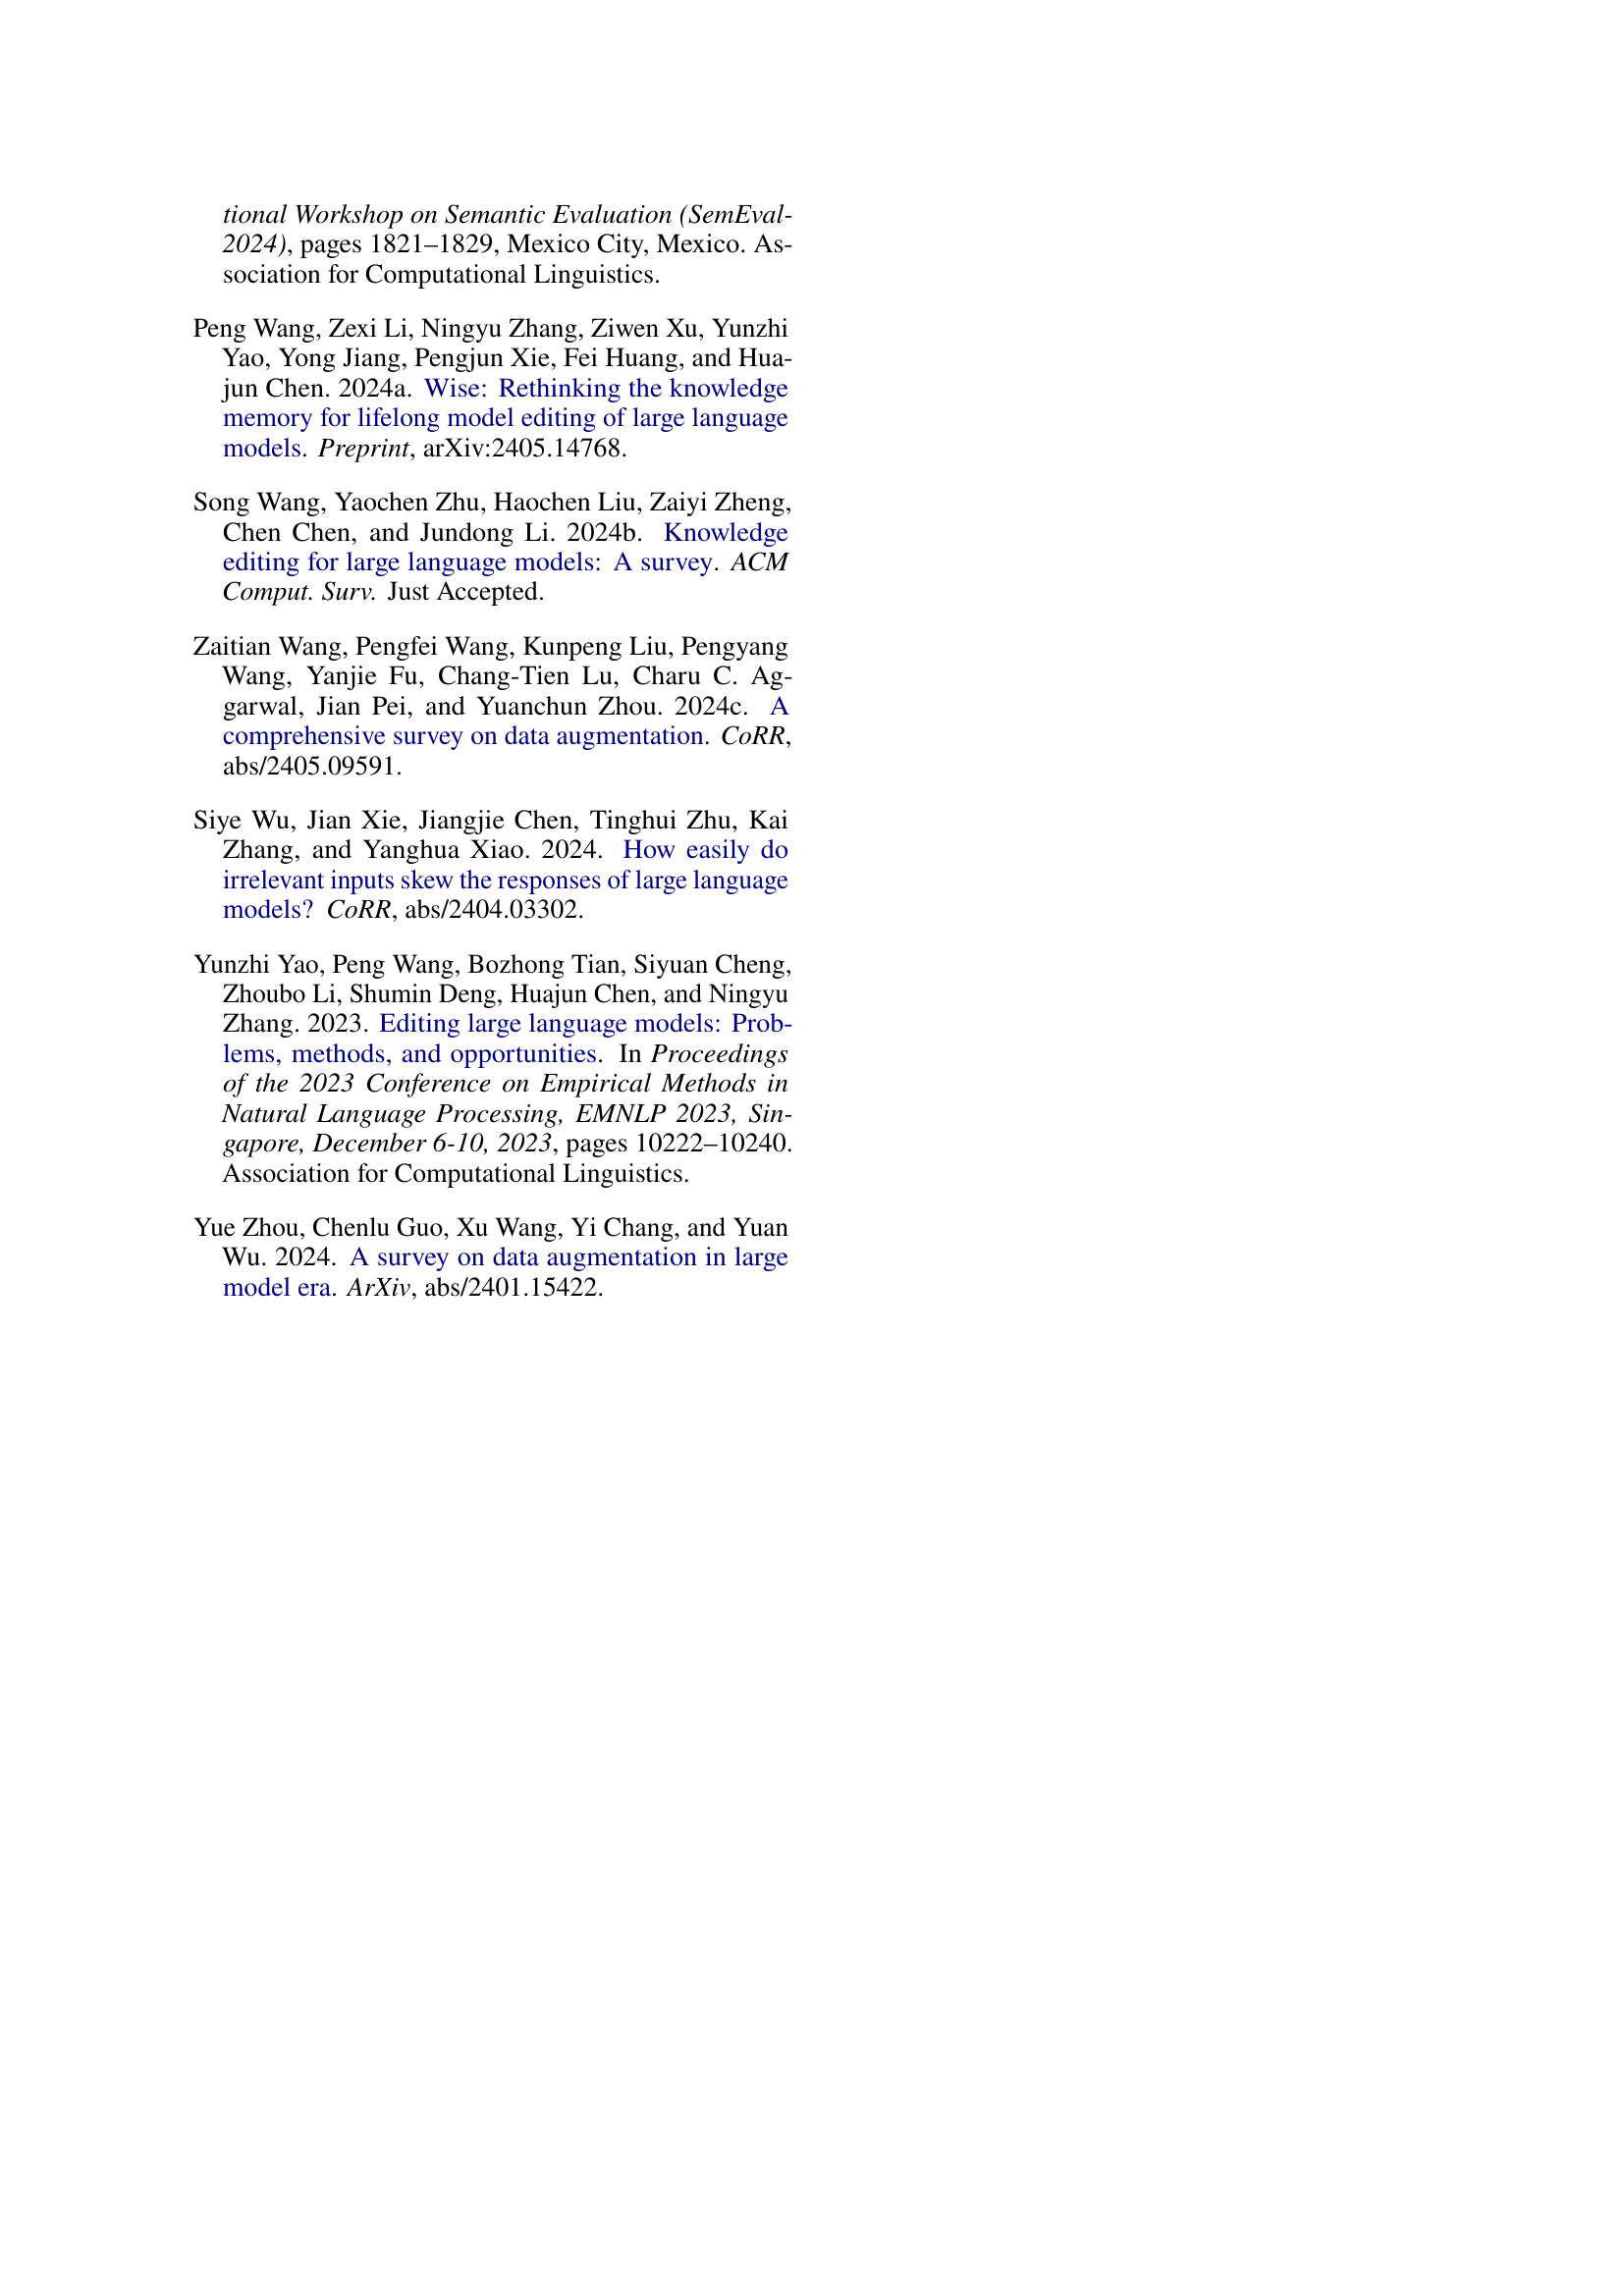 tional Workshop on Semantic Evaluation (SemEval-
2024), pages 1821–1829, Mexico City, Mexico. As-
sociation for Computational Linguistics.
Peng Wang, Zexi Li, Ningyu Zhang, Ziwen Xu, Yunzhi
Yao, Yong Jiang, Pengjun Xie, Fei Huang, and Hua-
jun Chen. 2024a. Wise: Rethinking the knowledge
memory for lifelong model editing of large language
models. Preprint, arXiv:2405.14768.
Song Wang, Yaochen Zhu, Haochen Liu, Zaiyi Zheng,
Chen Chen, and Jundong Li. 2024b. Knowledge
editing for large language models: A survey. ACM
Comput. Surv. Just Accepted.
Zaitian Wang, Pengfei Wang, Kunpeng Liu, Pengyang
Wang, Yanjie Fu, Chang-Tien Lu, Charu C. Ag-
garwal, Jian Pei, and Yuanchun Zhou. 2024c. A
comprehensive survey on data augmentation. CoRR,
abs/2405.09591.
Siye Wu, Jian Xie, Jiangjie Chen, Tinghui Zhu, Kai
Zhang, and Yanghua Xiao. 2024. How easily do
irrelevant inputs skew the responses of large language
models? CoRR, abs/2404.03302.
Yunzhi Yao, Peng Wang, Bozhong Tian, Siyuan Cheng,
Zhoubo Li, Shumin Deng, Huajun Chen, and Ningyu
Zhang. 2023. Editing large language models: Prob-
lems, methods, and opportunities. In Proceedings
of the 2023 Conference on Empirical Methods in
Natural Language Processing, EMNLP 2023, Sin-
gapore, December 6-10, 2023, pages 10222–10240.
Association for Computational Linguistics.
Yue Zhou, Chenlu Guo, Xu Wang, Yi Chang, and Yuan
Wu. 2024. A survey on data augmentation in large
model era. ArXiv, abs/2401.15422.